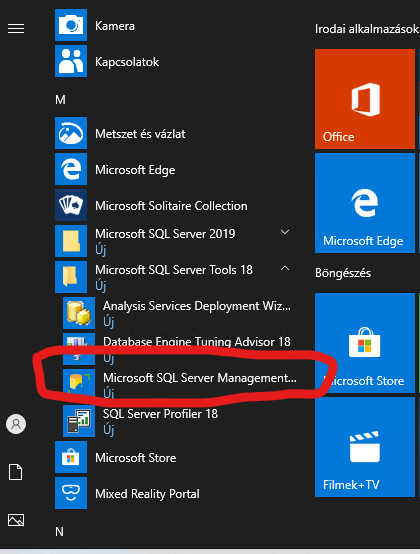 Kamera
Kapcsolatok
M
Metszet és vázlat
Microsoft Edge
Microsoft Solitaire Collection
Microsoft SQL Server 2019
Új
Microsoft SQL Server Tools 18
Új
Analysis Services Deployment Wiz...
Új
Database Engine Tuning Advisor 18
Új
Microsoft SQL Server Management...
Új
SQL Server Profiler 18
Új
Microsoft Store
Mixed Reality Portal
N
Irodai alkalmazások
Office
Microsoft Edge
Böngészés
Microsoft Store
Filmek+TV